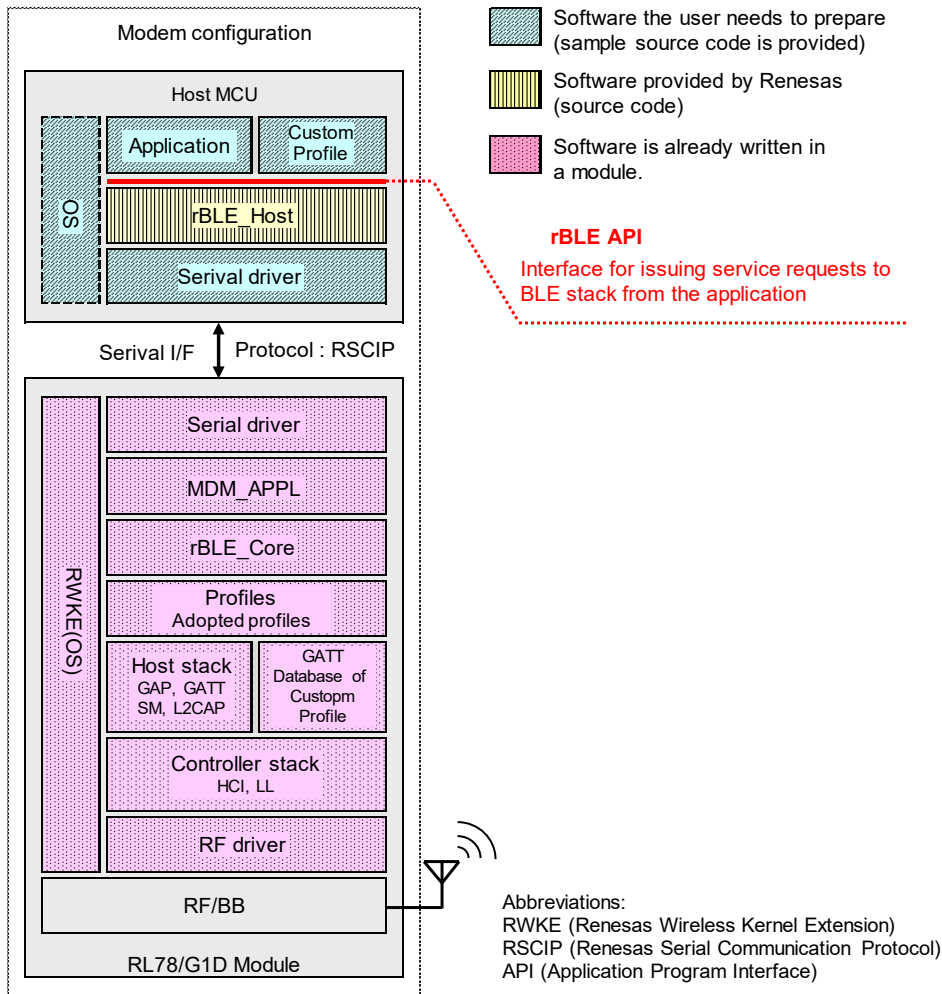 Modem configuration
Host MCU
OS
Application
Custom
Profile
rBLE_Host
Serival driver
Serival I/F
Protocol : RSCIP
RWKE(OS)
Serial driver
MDM_APPL
rBLE_Core
Profiles
Adopted profiles
Host stack
GAP, GATT
SM, L2CAP
GATT
Database of
Custopm
Profile
Controller stack
HCI, LL
RF driver
RF/BB
RL78/G1D Module
Software the user needs to prepare
(sample source code is provided)
Software provided by Renesas
(source code)
Software is already written in
a module.
rBLE API
Interface for issuing service requests to
BLE stack from the application
Abbreviations:
RWKE (Renesas Wireless Kernel Extension)
RSCIP (Renesas Serial Communication Protocol)
API (Application Program Interface)